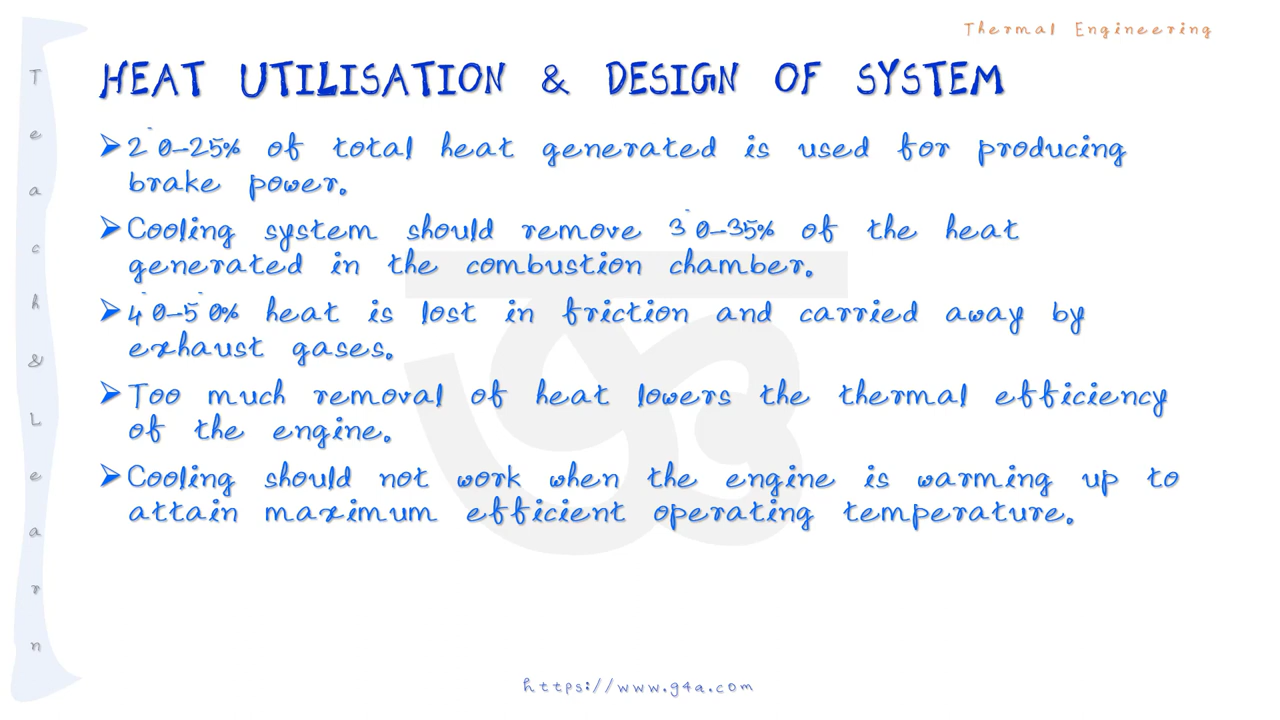 Thermal Engineering
HEAT UTILISATION & DESIGN OF SYSTEM
➢20-25% of total heat generated is used for producing
brake power.
➢Cooling system should remove 30-35% of the heat
generated in the combustion chamber.
➢40-50% heat is lost in friction and carried away by
exhaust gases.
➢Too much removal of heat lowers the thermal efficiency
of the engine.
➢Cooling should not work when the engine is warming up to
attain maximum efficient operating temperature.
Teach&Learn
https://www.g4a.com